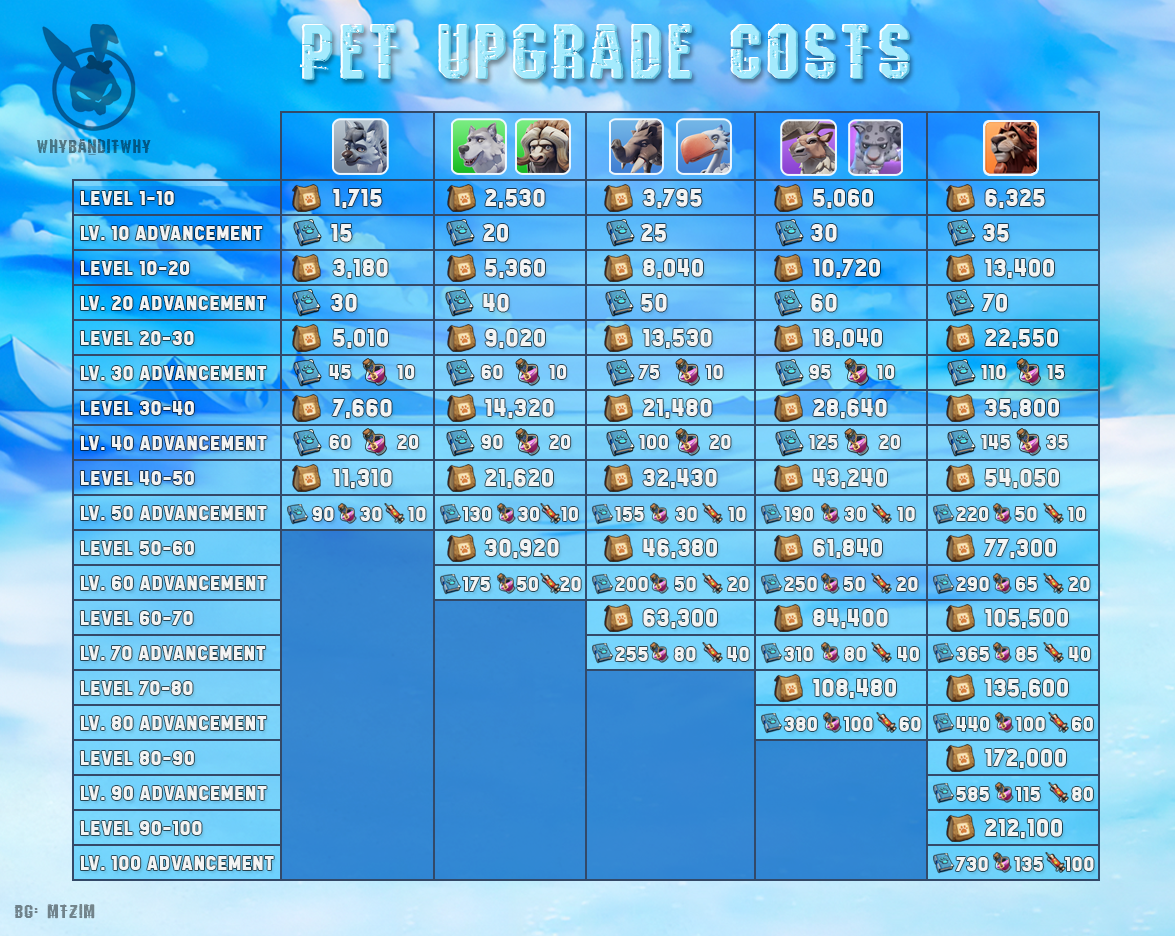 PET UPGRADE COSTS
WHYBANDITWHY
LEVEL 1-10 1,715 2,530 3,795 5,060 6,325
LV. 10 ADVANCEMENT 15 20 25 30 35
LEVEL 10-20 3,180 5,360 8,040 10,720 13,400
LV. 20 ADVANCEMENT 30 40 50 60 70
LEVEL 20-30 5,010 9,020 13,530 18,040 22,550
LV. 30 ADVANCEMENT 45 10 60 10 75 10 95 10 110 15
LEVEL 30-40 7,660 14,320 21,480 28,640 35,800
LV. 40 ADVANCEMENT 60 20 90 20 100 20 125 20 145 35
LEVEL 40-50 11,310 21,620 32,430 43,240 54,050
LV. 50 ADVANCEMENT 90 30 10 130 30 10 155 30 10 190 30 10 220 50 10
LEVEL 50-60 30,920 46,380 61,840 77,300
LV. 60 ADVANCEMENT 175 50 20 200 50 20 250 50 20 290 65 20
LEVEL 60-70 63,300 84,400 105,500
LV. 70 ADVANCEMENT 255 80 40 310 80 40 365 85 40
LEVEL 70-80 108,480 135,600
LV. 80 ADVANCEMENT 380 100 60 440 100 60
LEVEL 80-90 172,000
LV. 90 ADVANCEMENT 585 115 80
LEVEL 90-100 212,100
LV. 100 ADVANCEMENT 730 135 100
BG: MTZIM